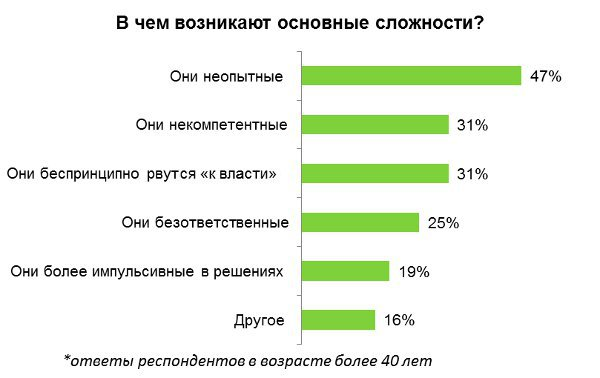 В чем возникают основные сложности?
Они неопытные 47%
Они некомпетентные 31%
Они беспринципно рвутся «к власти» 31%
Они безответственные 25%
Они более импульсивные в решениях 19%
Другое 16%
*ответы респондентов в возрасте более 40 лет